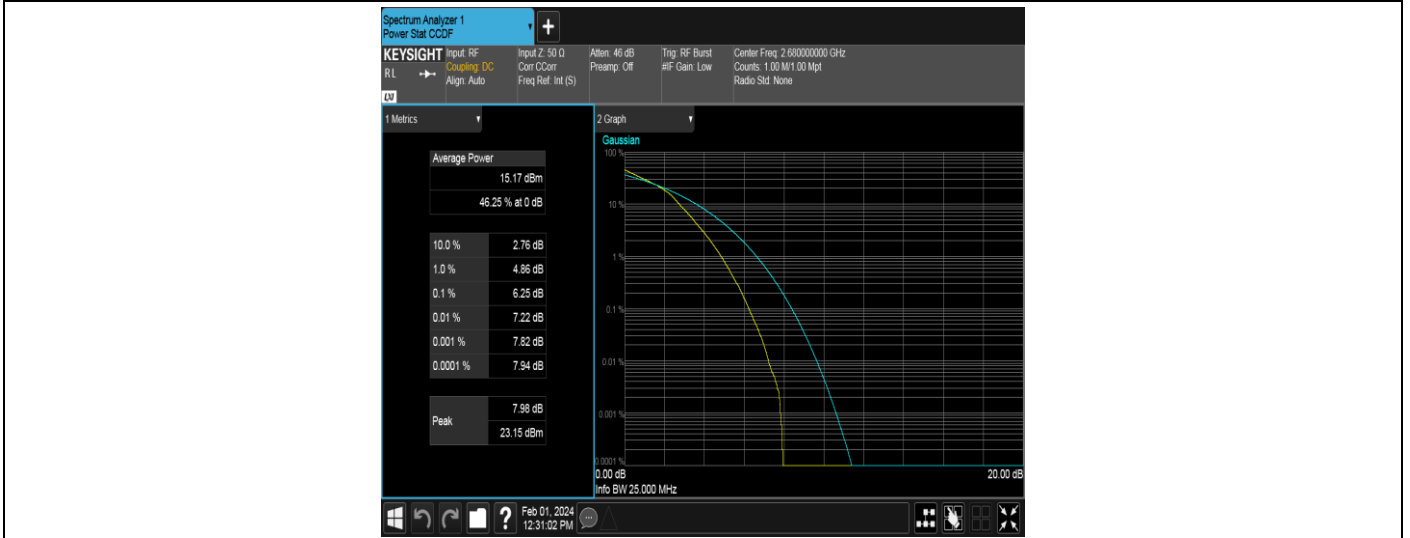 Spectrum Analyzer 1
Power Stat CCDF
+
KEYSIGHT Input: RF Input Z: 50 Ω Atten: 46 dB Trig: RF Burst Center Freq: 2.680000000 GHz
RL Coupling: DC Corr CCorr Preamp: Off #IF Gain: Low Counts: 1.00 M/1.00 Mpt
Align: Auto Freq Ref: Int (S) Radio Std: None
LXI
1 Metrics
Average Power
15.17 dBm
46.25 % at 0 dB
10.0 % 2.76 dB
1.0 % 4.86 dB
0.1 % 6.25 dB
0.01 % 7.22 dB
0.001 % 7.82 dB
0.0001 % 7.94 dB
Peak 7.98 dB
23.15 dBm
2 Graph
Gaussian
100 %
10 %
1 %
0.1 %
0.01 %
0.001 %
0.0001 %
0.00 dB 20.00 dB
Info BW 25.000 MHz
? Feb 01, 2024
12:31:02 PM